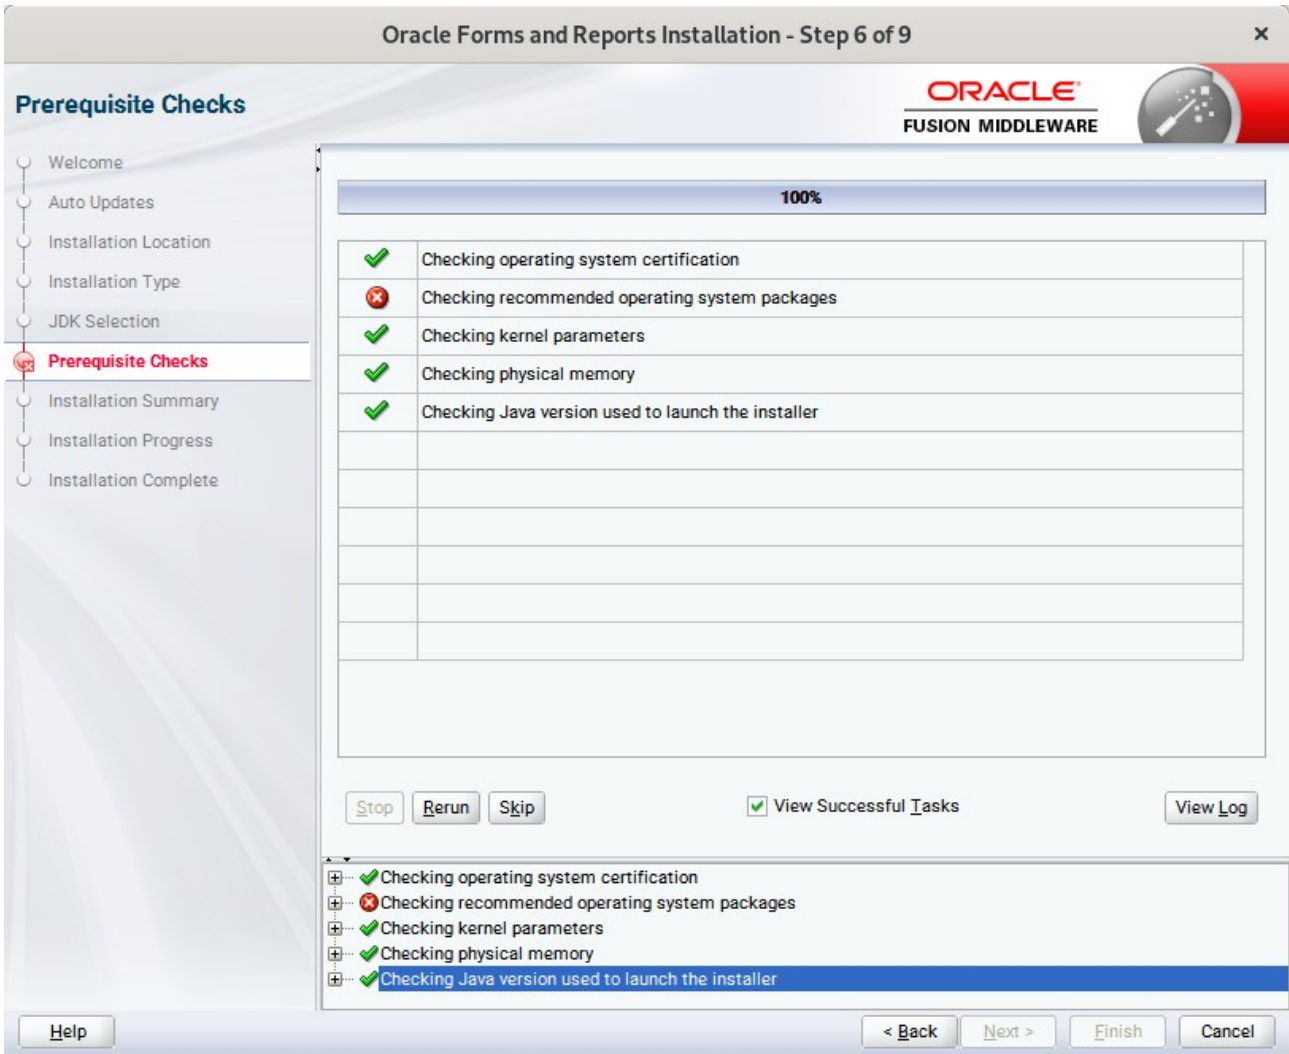 Oracle Forms and Reports Installation - Step 6 of 9
Prerequisite Checks
ORACLE
FUSION MIDDLEWARE
Welcome
Auto Updates
Installation Location
Installation Type
JDK Selection
Prerequisite Checks
Installation Summary
Installation Progress
Installation Complete
100%
Checking operating system certification
Checking recommended operating system packages
Checking kernel parameters
Checking physical memory
Checking Java version used to launch the installer
Stop Rerun Skip View Successful Tasks View Log
Checking operating system certification
Checking recommended operating system packages
Checking kernel parameters
Checking physical memory
Checking Java version used to launch the installer
Help < Back Next > Finish Cancel